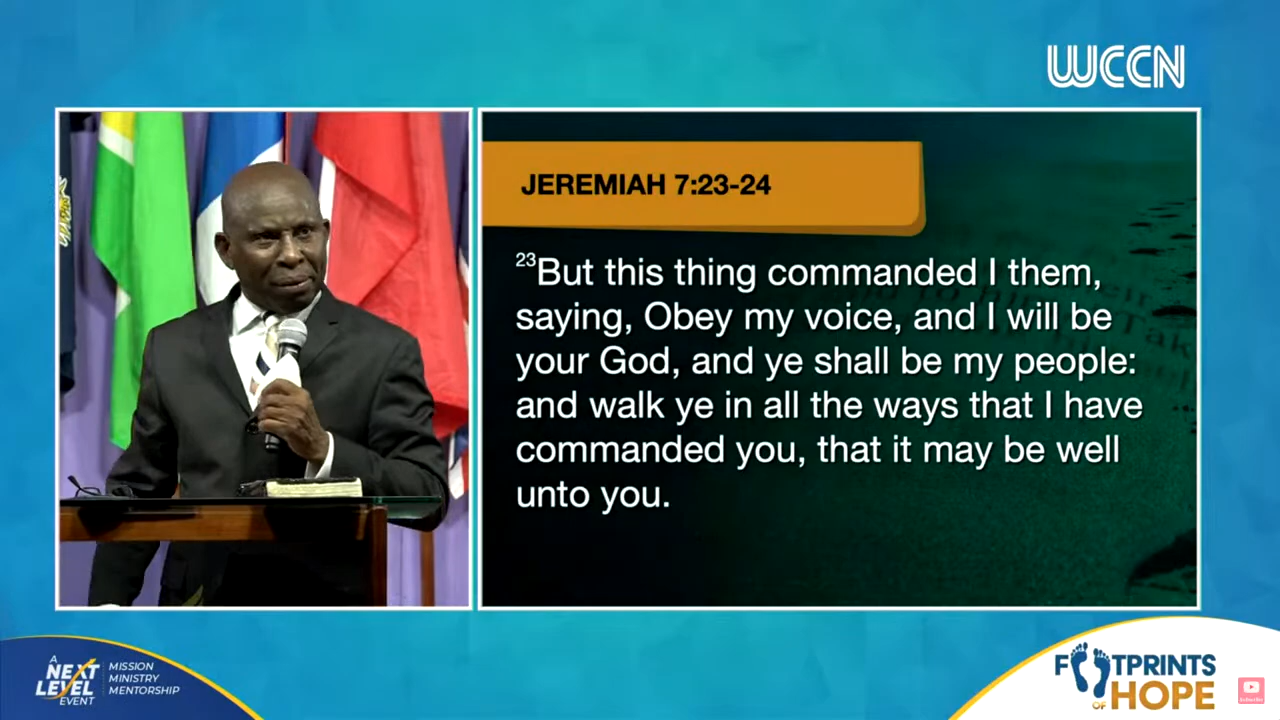 WCCN
JEREMIAH 7:23-24
23But this thing commanded I them,
saying, Obey my voice, and I will be
your God, and ye shall be my people:
and walk ye in all the ways that I have
commanded you, that it may be well
unto you.
A
NEXT
LEVEL
EVENT
MISSION
MINISTRY
MENTORSHIP
FOOTPRINTS
OF HOPE
Subscribe